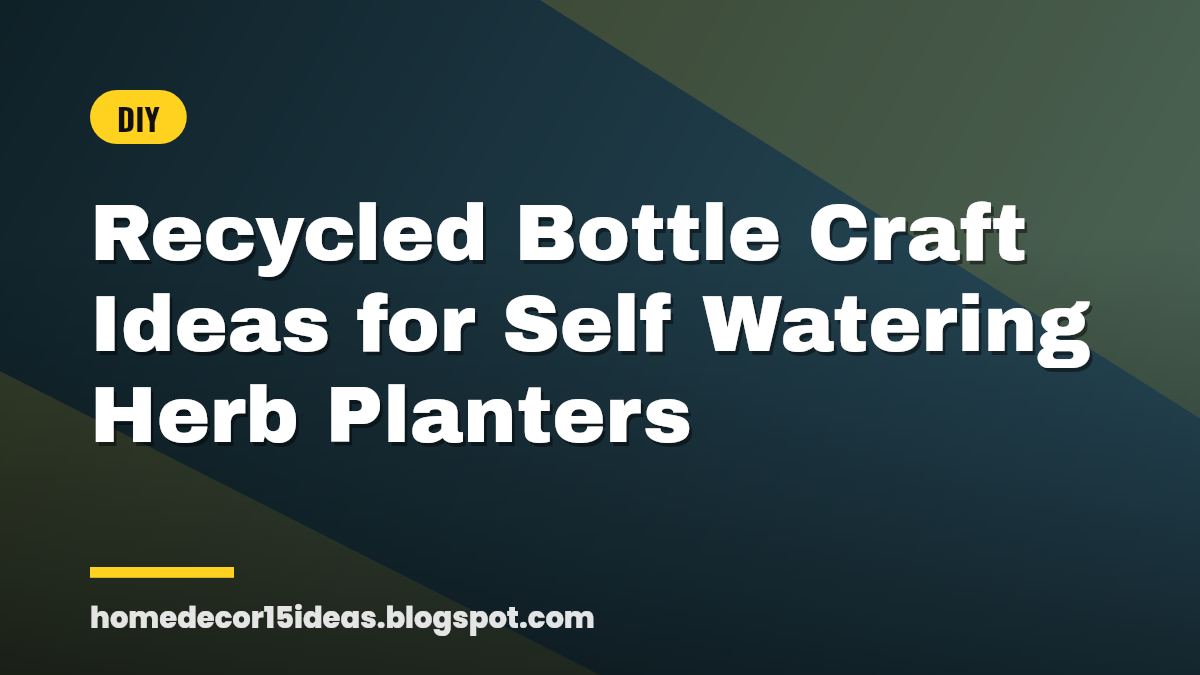 DIY
Recycled Bottle Craft
Ideas for Self Watering
Herb Planters
homedecor15ideas.blogspot.com